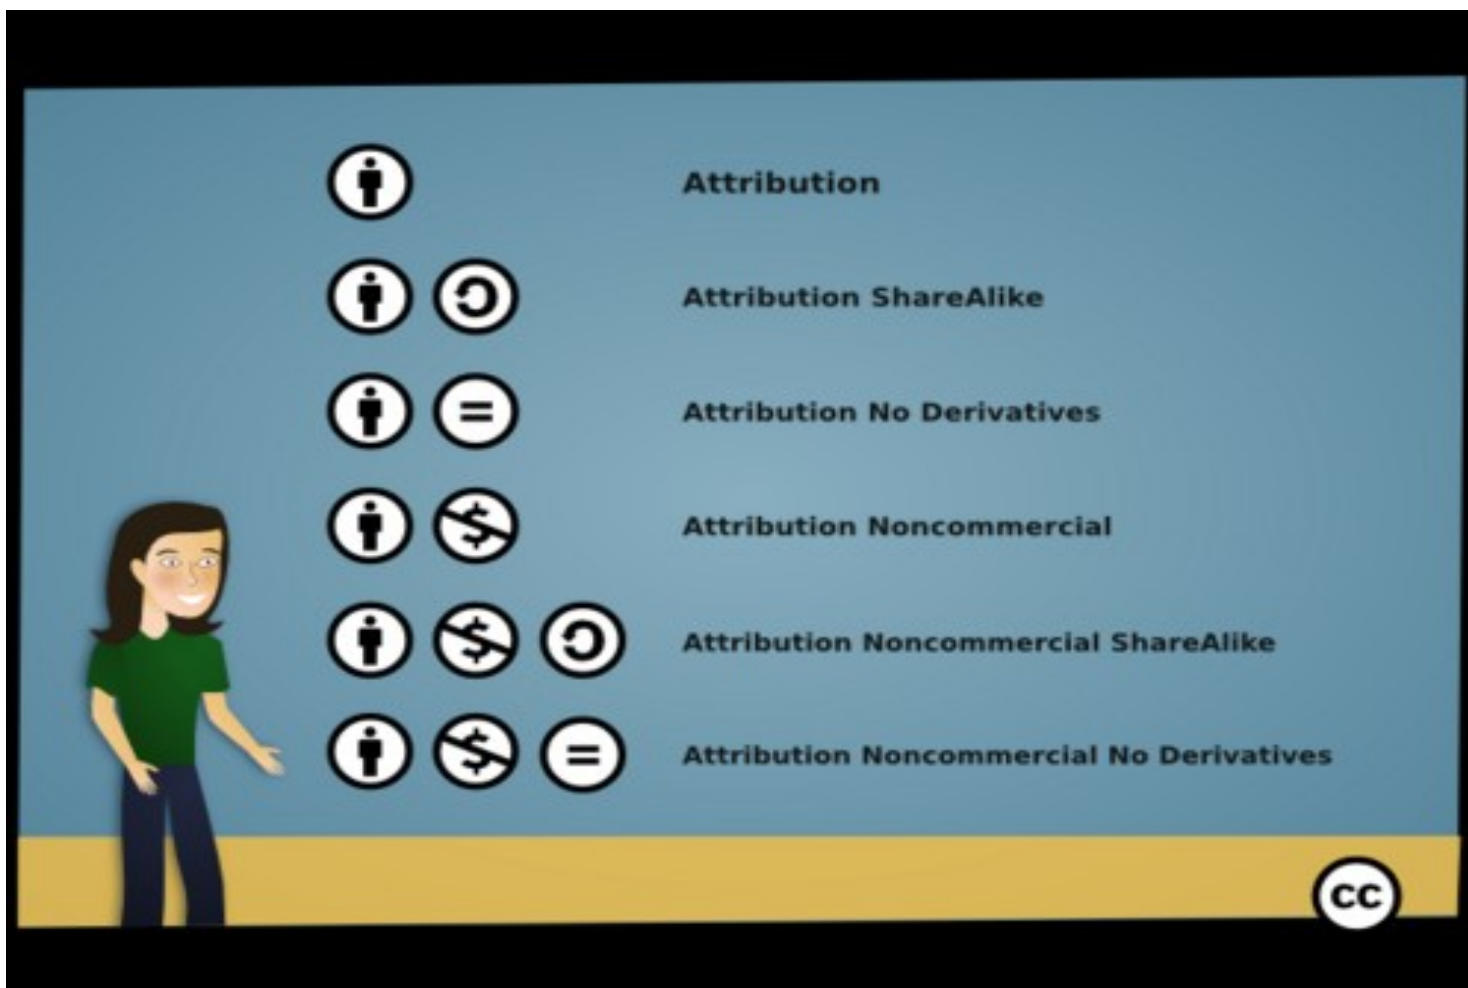 Attribution
Attribution ShareAlike
Attribution No Derivatives
Attribution Noncommercial
Attribution Noncommercial ShareAlike
Attribution Noncommercial No Derivatives
cc